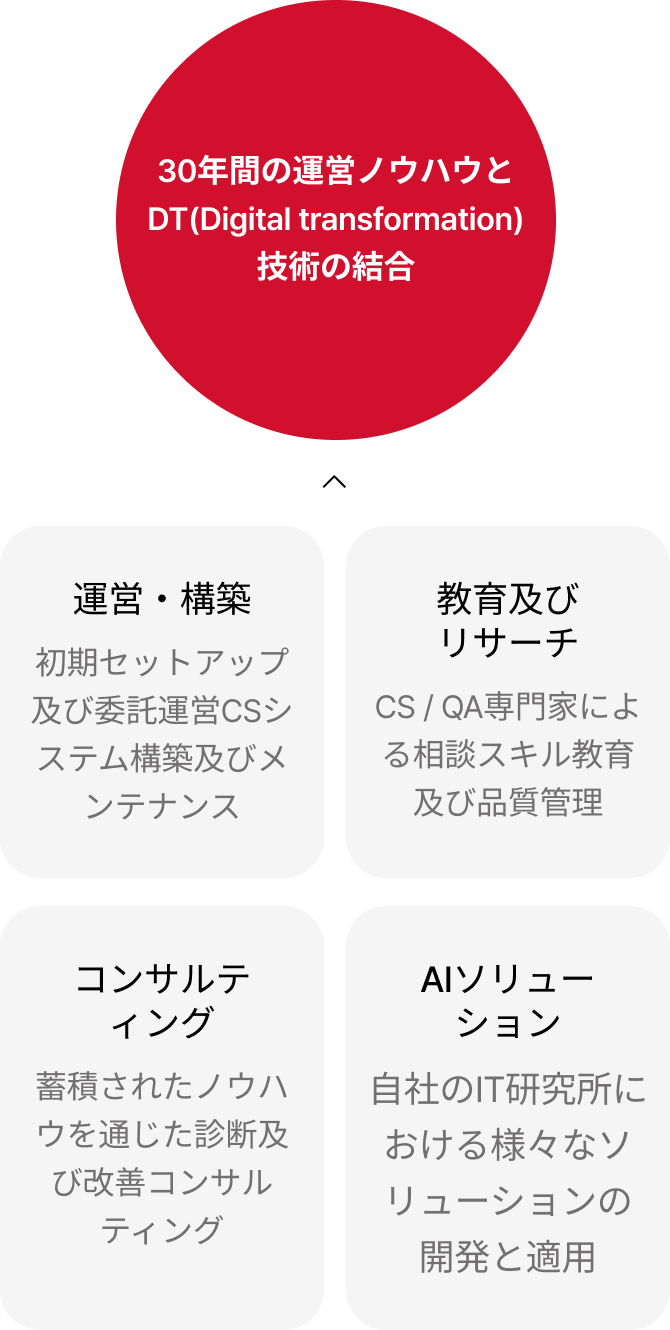 30年間の運営ノウハウと
DT(Digital transformation)
技術の結合
運営・構築
初期セットアップ
及び委託運営CSシ
ステム構築及びメ
ンテナンス
教育及び
リサーチ
CS / QA専門家によ
る相談スキル教育
及び品質管理
コンサルテ
ィング
蓄積されたノウハ
ウを通じた診断及
び改善コンサル
ティング
AIソリュー
ション
自社のIT研究所に
おける様々なソ
リューションの
開発と適用